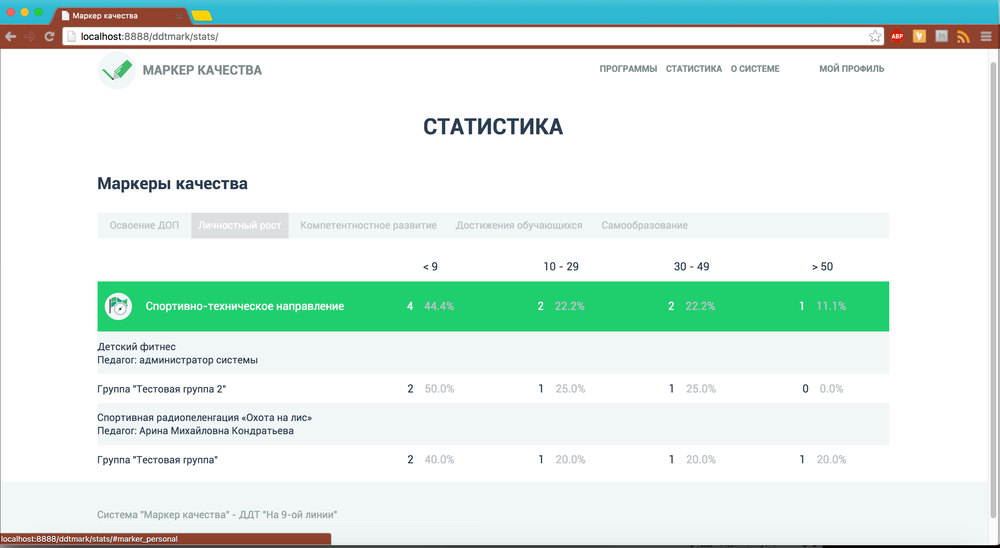 Маркер качества
localhost:8888/ddtmark/stats/
ABP
V
In
МАРКЕР КАЧЕСТВА
ПРОГРАММЫ СТАТИСТИКА О СИСТЕМЕ МОЙ ПРОФИЛЬ
СТАТИСТИКА
Маркеры качества
Освоение ДОП Личностный рост Компетентностное развитие Достижения обучающихся Самообразование
< 9 10 - 29 30 - 49 > 50
Спортивно-техническое направление 4 44.4% 2 22.2% 2 22.2% 1 11.1%
Детский фитнес
Педагог: администратор системы
Группа "Тестовая группа 2" 2 50.0% 1 25.0% 1 25.0% 0 0.0%
Спортивная радиопеленгация «Охота на лис»
Педагог: Арина Михайловна Кондратьева
Группа "Тестовая группа" 2 40.0% 1 20.0% 1 20.0% 1 20.0%
Система "Маркер качества" - ДДТ "На 9-ой линии"
localhost:8888/ddtmark/stats/#marker_personal